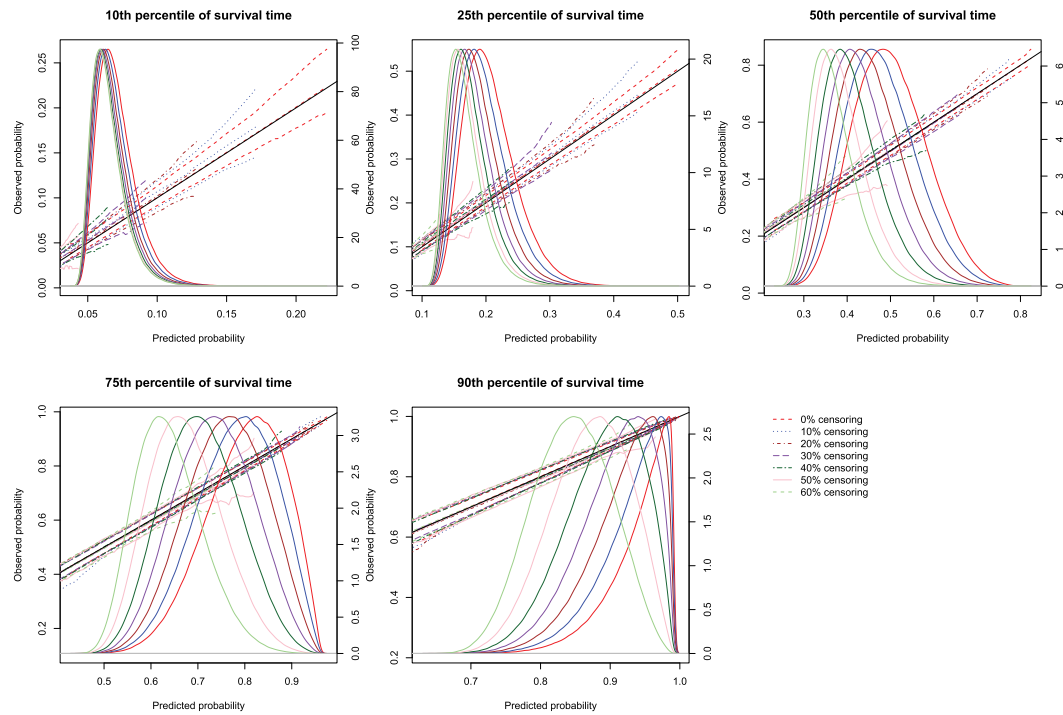 10th percentile of survival time
25th percentile of survival time
50th percentile of survival time
Observed probability
0.00 0.05 0.10 0.15 0.20 0.25
0 20 40 60 80 100
0.05 0.10 0.15 0.20
Predicted probability
Observed probability
0.0 0.1 0.2 0.3 0.4 0.5
0 5 10 15 20
0.1 0.2 0.3 0.4 0.5
Predicted probability
Observed probability
0.0 0.2 0.4 0.6 0.8
0 1 2 3 4 5 6
0.3 0.4 0.5 0.6 0.7 0.8
Predicted probability
75th percentile of survival time
90th percentile of survival time
Observed probability
0.2 0.4 0.6 0.8 1.0
0.0 0.5 1.0 1.5 2.0 2.5 3.0
0.5 0.6 0.7 0.8 0.9
Predicted probability
Observed probability
0.2 0.4 0.6 0.8 1.0
0.0 0.5 1.0 1.5 2.0 2.5
0.7 0.8 0.9 1.0
Predicted probability
0% censoring
10% censoring
20% censoring
30% censoring
40% censoring
50% censoring
60% censoring